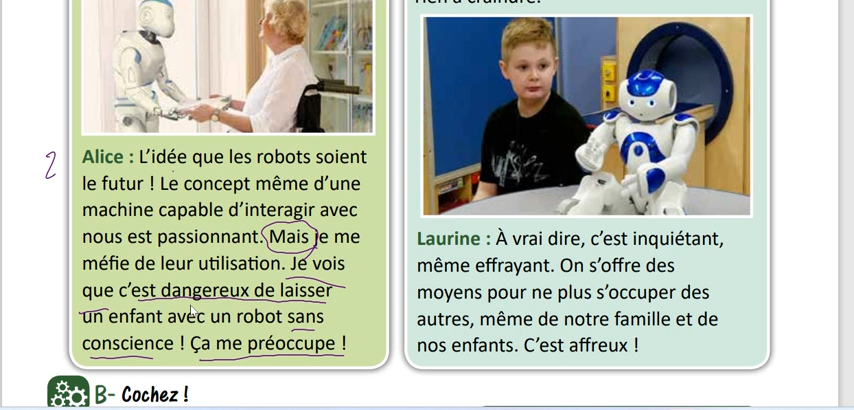 rien à craindre.
2
Alice : L'idée que les robots soient
le futur ! Le concept même d'une
machine capable d'interagir avec
nous est passionnant. Mais je me
méfie de leur utilisation. Je vois
que c'est dangereux de laisser
un enfant avec un robot sans
conscience ! Ça me préoccupe !
Laurine : À vrai dire, c'est inquiétant,
même effrayant. On s'offre des
moyens pour ne plus s'occuper des
autres, même de notre famille et de
nos enfants. C'est affreux !
B- Cochez !